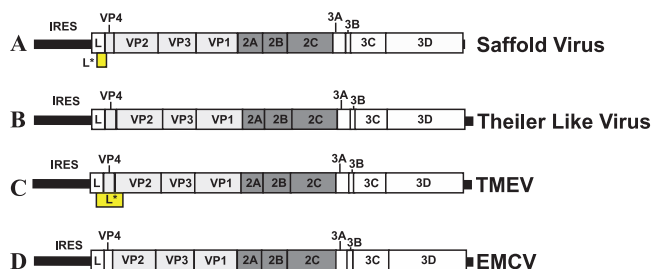 IRES VP4 3A 3B
A L VP2 VP3 VP1 2A 2B 2C 3C 3D Saffold Virus
L*
IRES VP4 3A 3B
B L VP2 VP3 VP1 2A 2B 2C 3C 3D Theiler Like Virus
IRES VP4 3A 3B
C L VP2 VP3 VP1 2A 2B 2C 3C 3D TMEV
L*
IRES VP4 3A 3B
D L VP2 VP3 VP1 2A 2B 2C 3C 3D EMCV